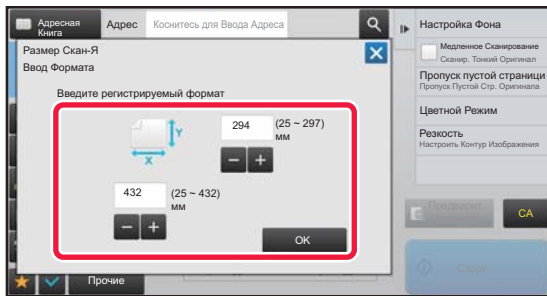 Адресная
Книга
Адрес
Коснитесь для Ввода Адреса
Настройка Фона
Размер Скан-Я
Ввод Формата
Введите регистрируемый формат
Y
X
294
(25 ~ 297)
мм
432
(25 ~ 432)
мм
OK
Медленное Сканирование
Сканир. Тонкий Оригинал
Пропуск пустой страници
Пропуск Пустой Стр. Оригинала
Цветной Режим
Резкость
Настроить Контур Изображения
CA
Старт
Прочие